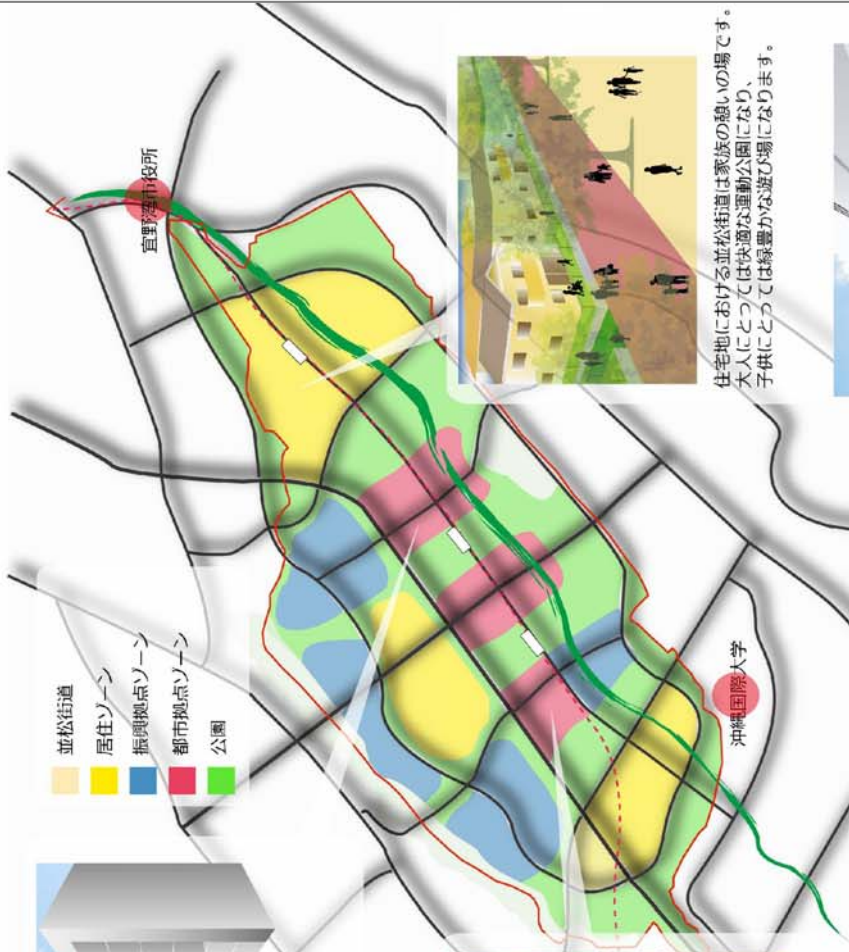 宜野湾市役所
並松街道
居住ゾーン
振興拠点ゾーン
都市拠点ゾーン
公園
沖縄国際大学
住宅地における並松街道は家族の憩いの場です。
大人にとっては快適な運動公園になり、
子供にとっては緑豊かな遊び場になります。